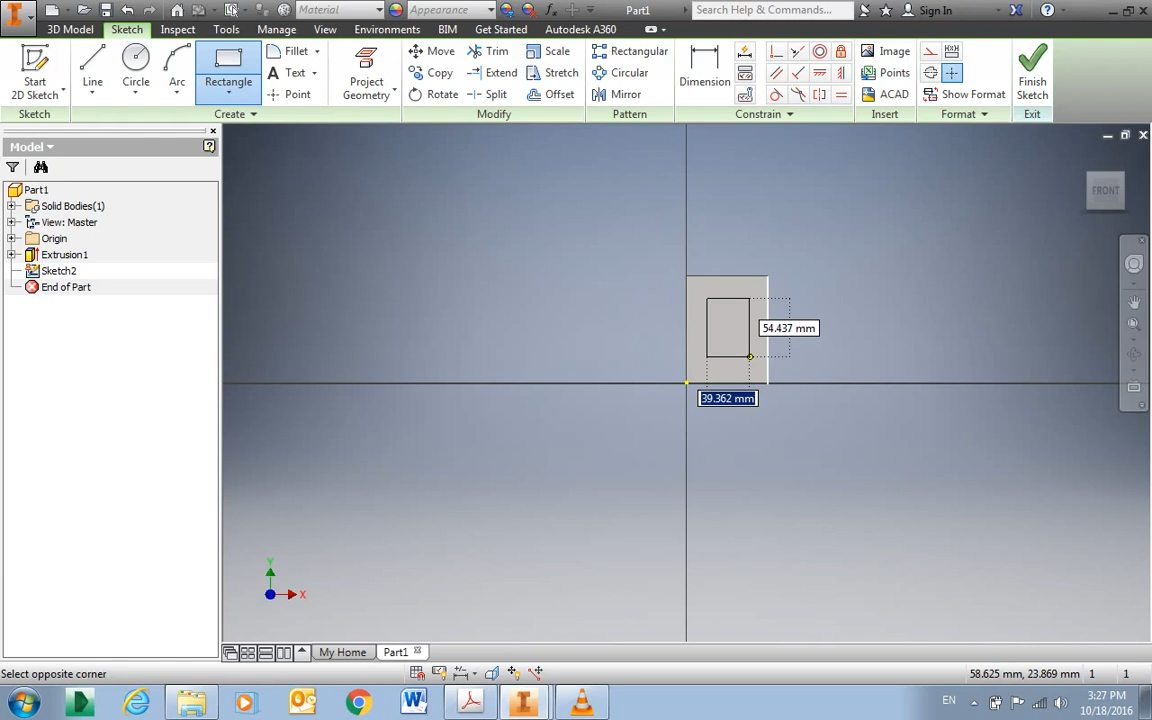 Material
Appearance
Part1
Search Help & Commands...
Sign In
3D Model
Sketch
Inspect
Tools
Manage
View
Environments
BIM
Get Started
Autodesk A360
Start
2D Sketch
Line
Circle
Arc
Rectangle
Fillet
Text
Point
Project
Geometry
Move
Copy
Rotate
Trim
Extend
Split
Scale
Stretch
Offset
Rectangular
Circular
Mirror
Dimension
Image
Points
ACAD
Show Format
Finish
Sketch
Sketch
Create
Modify
Pattern
Constrain
Insert
Format
Exit
Model
Part1
Solid Bodies(1)
View: Master
Origin
Extrusion1
Sketch2
End of Part
FRONT
54.437 mm
39.362 mm
Y
X
My Home
Part1
Select opposite corner
58.625 mm, 23.869 mm
1
1
EN
3:27 PM
10/18/2016